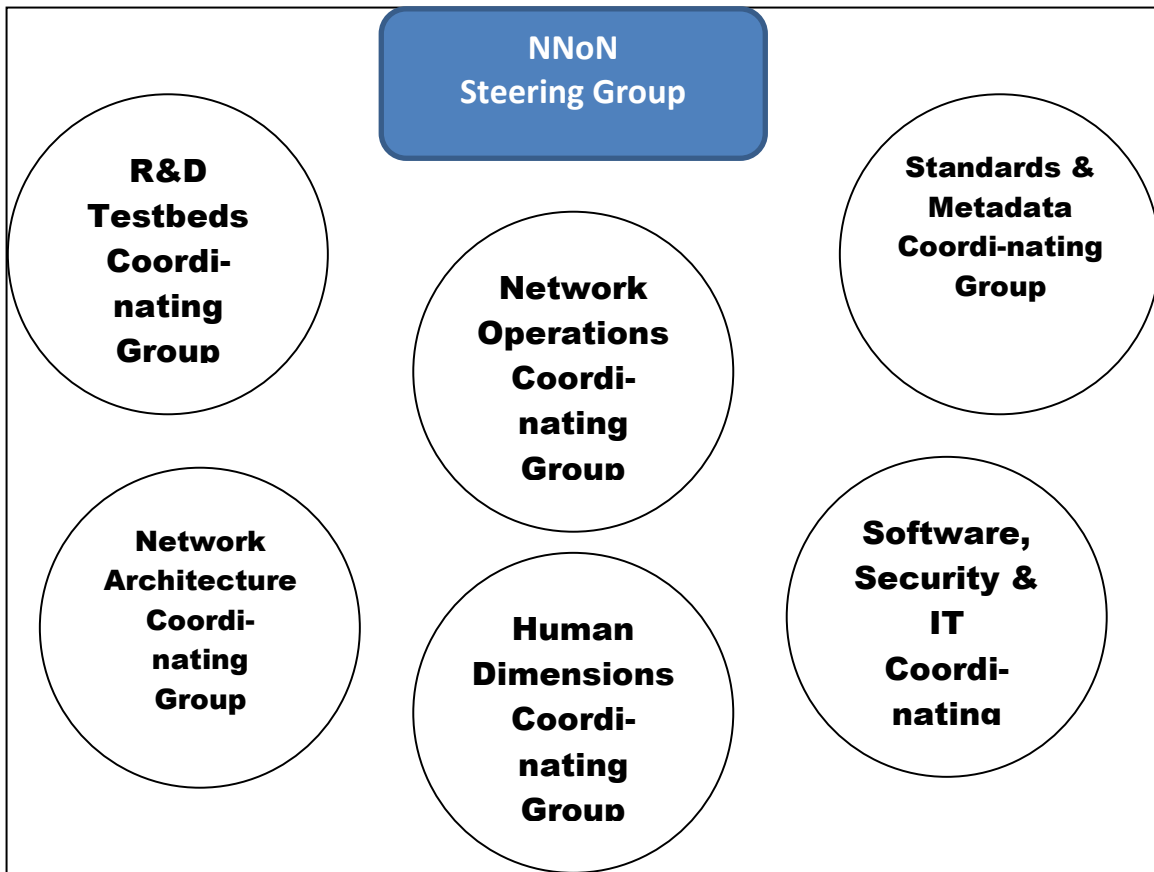 NNoN
Steering Group
R&D
Testbeds
Coordi-
nating
Group
Network
Operations
Coordi-
nating
Group
Standards &
Metadata
Coordi-nating
Group
Network
Architecture
Coordi-
nating
Group
Human
Dimensions
Coordi-
nating
Group
Software,
Security &
IT
Coordi-
nating